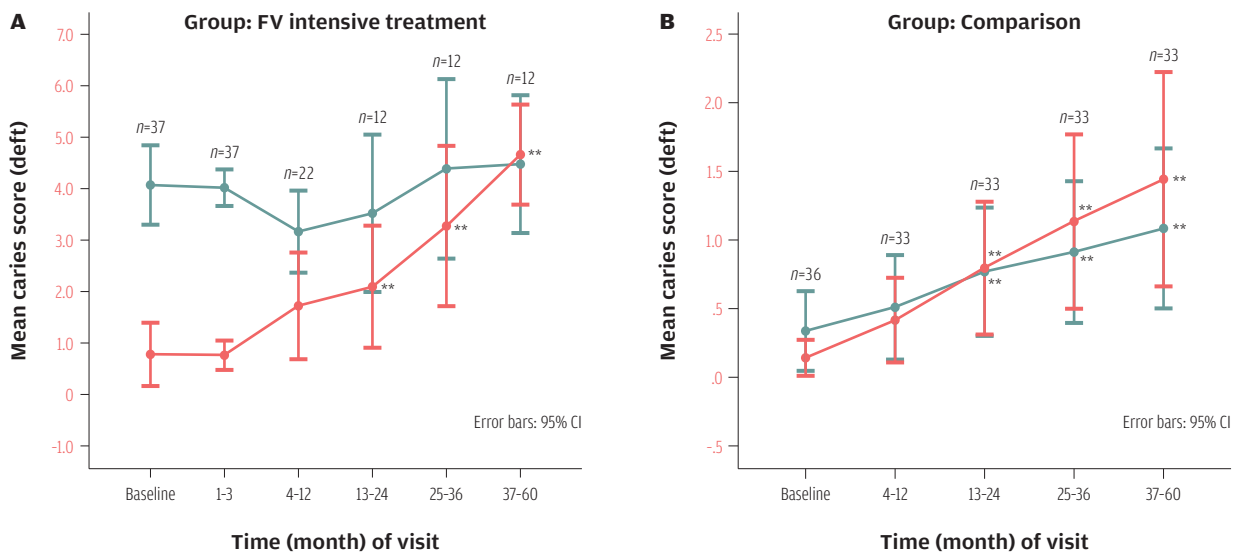 A
Group: FV intensive treatment
Mean caries score (deft)
7.0
6.0
5.0
4.0
3.0
2.0
1.0
0
-1.0
n=37
n=37
n=22
n=12
n=12
n=12
**
**
**
Error bars: 95% CI
Baseline
1-3
4-12
13-24
25-36
37-60
Time (month) of visit
B
Group: Comparison
Mean caries score (deft)
2.5
2.0
1.5
1.0
.5
.0
-.5
n=36
n=33
n=33
n=33
n=33
**
**
**
**
**
**
Error bars: 95% CI
Baseline
4-12
13-24
25-36
37-60
Time (month) of visit